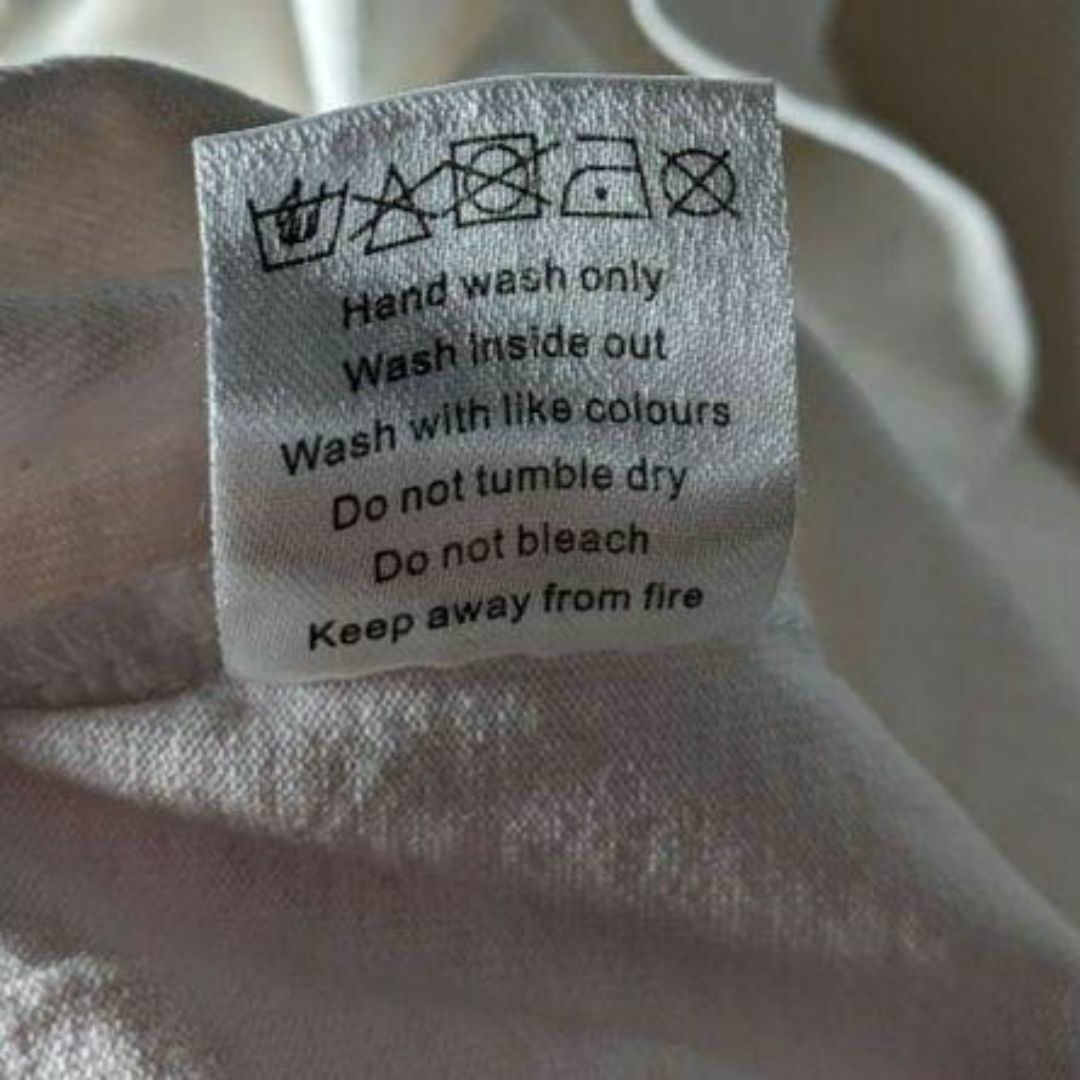 Hand wash only
Wash inside out
Wash with like colours
Do not tumble dry
Do not bleach
Keep away from fire